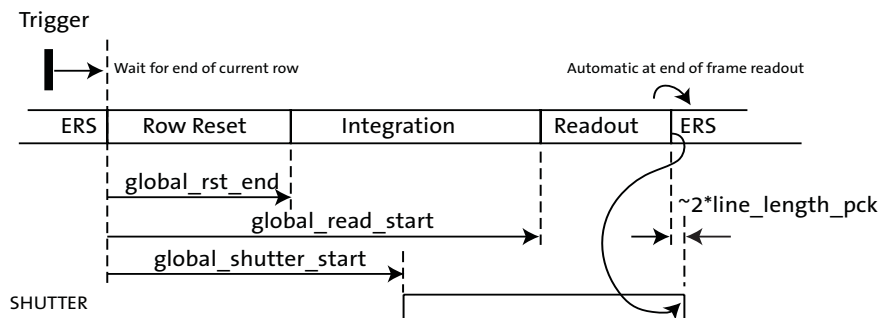 Trigger
Wait for end of current row
Automatic at end of frame readout
ERS Row Reset Integration Readout ERS
global_rst_end
~2*line_length_pck
global_read_start
global_shutter_start
SHUTTER